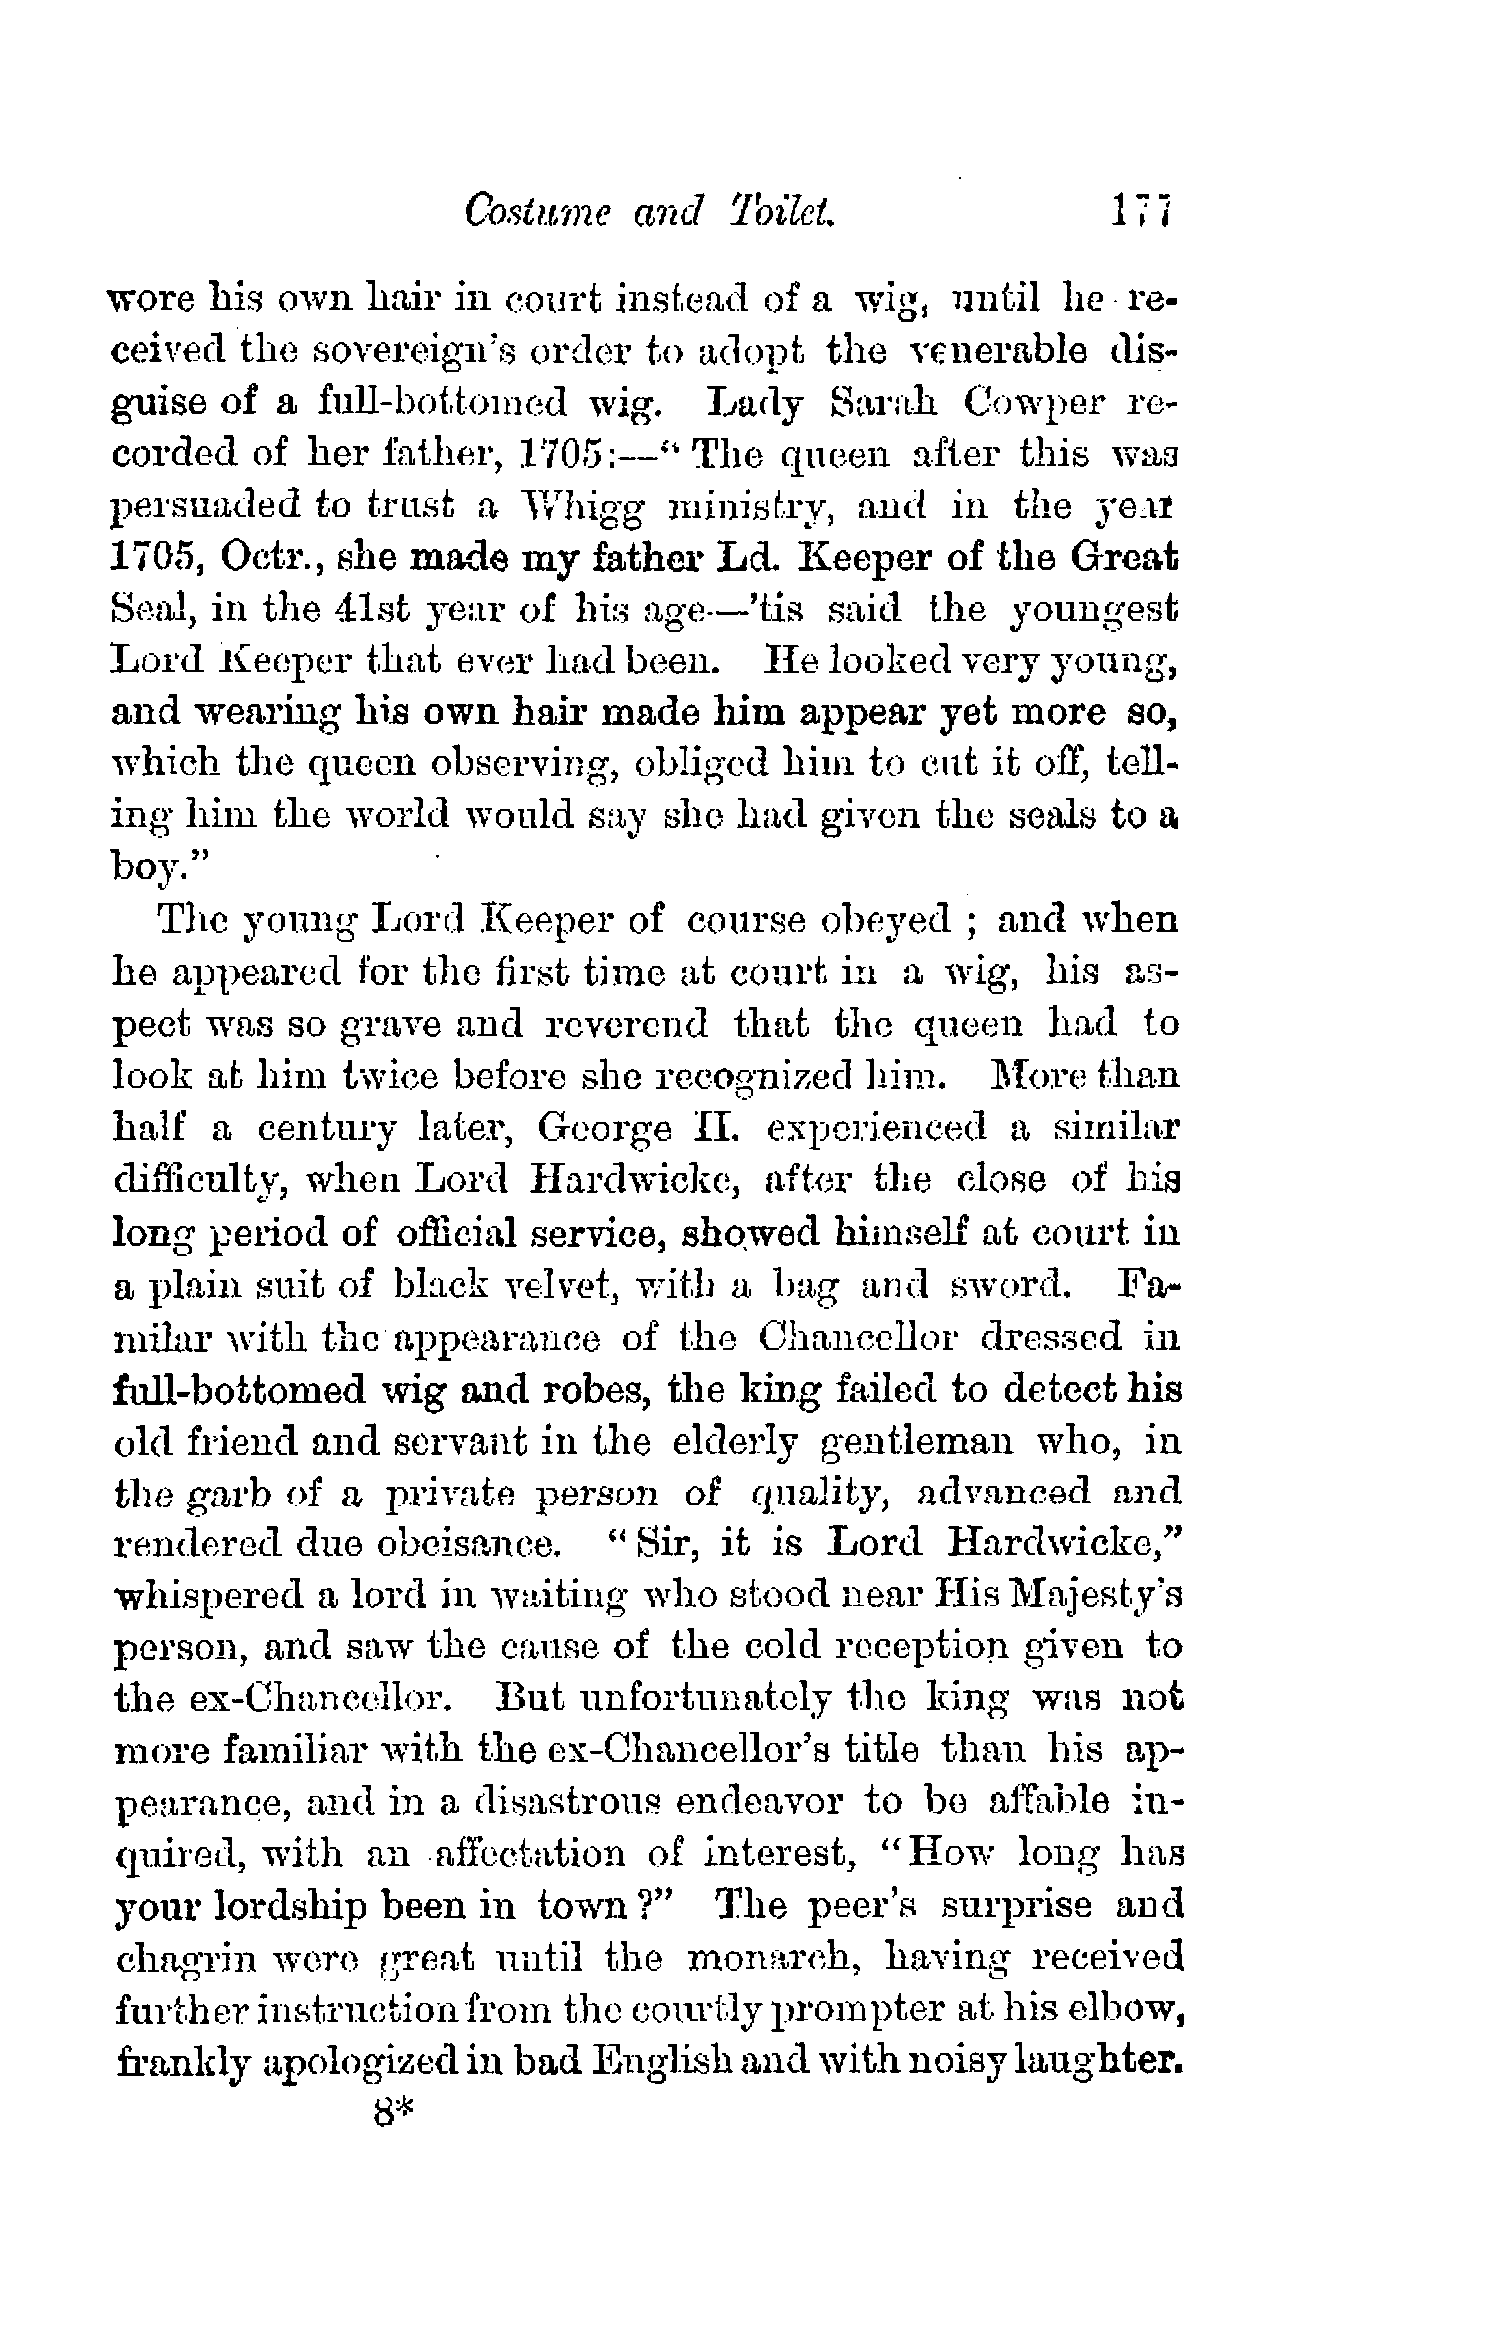 Costume and Toilet. 177
wore his own hair in court instead of a wig, until he re-
ceived the sovereign's order to adopt the venerable dis-
guise of a full-bottomed wig. Lady Sarah Cowper re-
corded of her father, 1705:—"The queen after this was
persuaded to trust a Whigg ministry, and in the year
1705, Octr., she made my father Ld. Keeper of the Great
Seal, in the 41st year of his age—'tis said the youngest
Lord Keeper that ever had been. He looked very young,
and wearing his own hair made him appear yet more so,
which the queen observing, obliged him to cut it off, tell-
ing him the world would say she had given the seals to a
boy."
The young Lord Keeper of course obeyed ; and when
he appeared for the first time at court in a wig, his as-
pect was so grave and reverend that the queen had to
look at him twice before she recognized him. More than
half a century later, George II. experienced a similar
difficulty, when Lord Hardwicke, after the close of his
long period of official service, showed himself at court in
a plain suit of black velvet, with a bag and sword. Fa-
milar with the appearance of the Chancellor dressed in
full-bottomed wig and robes, the king failed to detect his
old friend and servant in the elderly gentleman who, in
the garb of a private person of quality, advanced and
rendered due obeisance. "Sir, it is Lord Hardwicke,"
whispered a lord in waiting who stood near His Majesty's
person, and saw the cause of the cold reception given to
the ex-Chancellor. But unfortunately the king was not
more familiar with the ex-Chancellor's title than his ap-
pearance, and in a disastrous endeavor to be affable in-
quired, with an affectation of interest, "How long has
your lordship been in town?" The peer's surprise and
chagrin were great until the monarch, having received
further instruction from the courtly prompter at his elbow,
frankly apologized in bad English and with noisy laughter.
8*